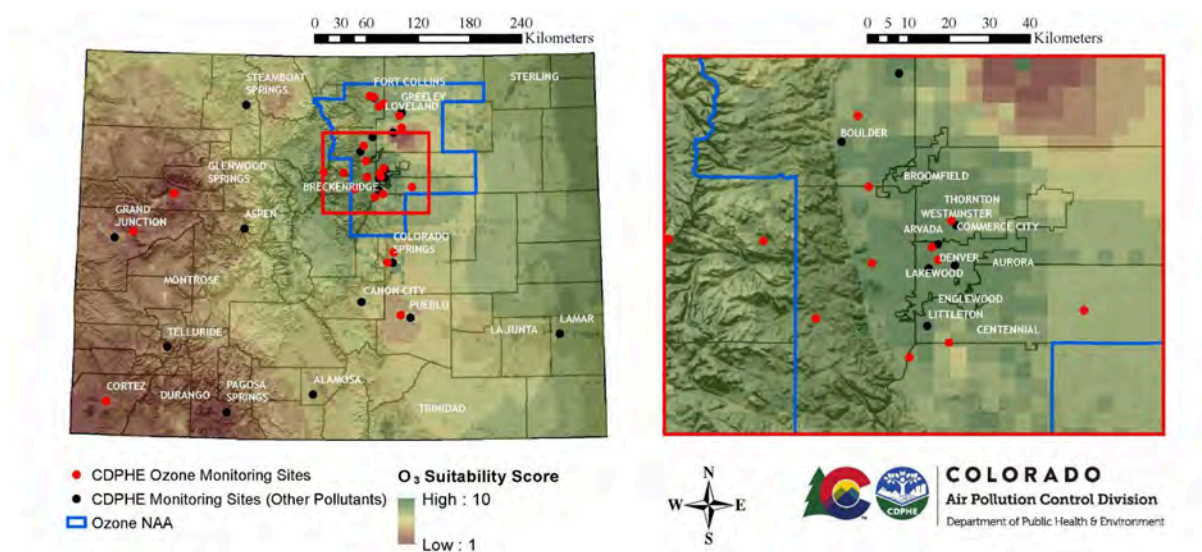 0 30 60 120 180 240
Kilometers
STEAMBOAT
SPRINGS
FORT COLLINS
STERLING
GREELEY
LOVELAND
GLENWOOD
SPRINGS
BRECKENRIDGE
GRAND
JUNCTION
ASPEN
COLORADO
SPRINGS
MONTROSE
CANON CITY
PUEBLO
TELLURIDE
LA JUNTA
LAMAR
CORTEZ
DURANGO
PAGOSA
SPRINGS
ALAMOSA
TRINIDAD
0 5 10 20 30 40
Kilometers
BOULDER
BROOMFIELD
THORNTON
WESTMINSTER
COMMERCE CITY
ARVADA
DENVER
AURORA
LAKEWOOD
ENGLEWOOD
LITTLETON
CENTENNIAL
CDPHE Ozone Monitoring Sites
CDPHE Monitoring Sites (Other Pollutants)
Ozone NAA
O₃ Suitability Score
High : 10
Low : 1
N
W E
S
CDPHE
TM
COLORADO
Air Pollution Control Division
Department of Public Health & Environment